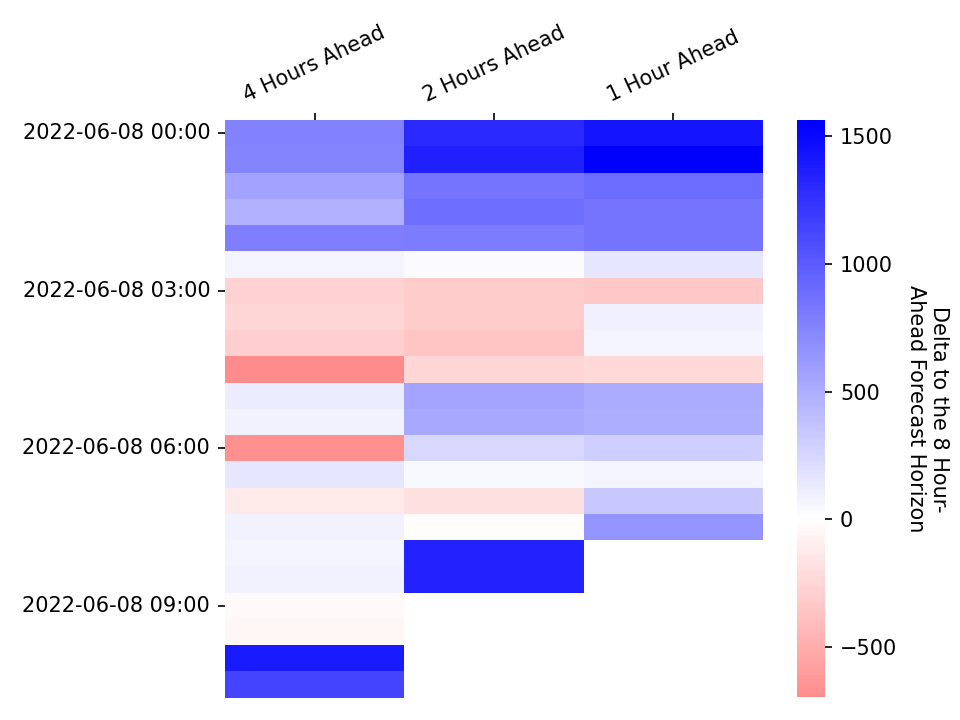 4 Hours Ahead
2 Hours Ahead
1 Hour Ahead
2022-06-08 00:00
2022-06-08 03:00
2022-06-08 06:00
2022-06-08 09:00
1500
1000
500
0
−500
Delta to the 8 Hour-
Ahead Forecast Horizon